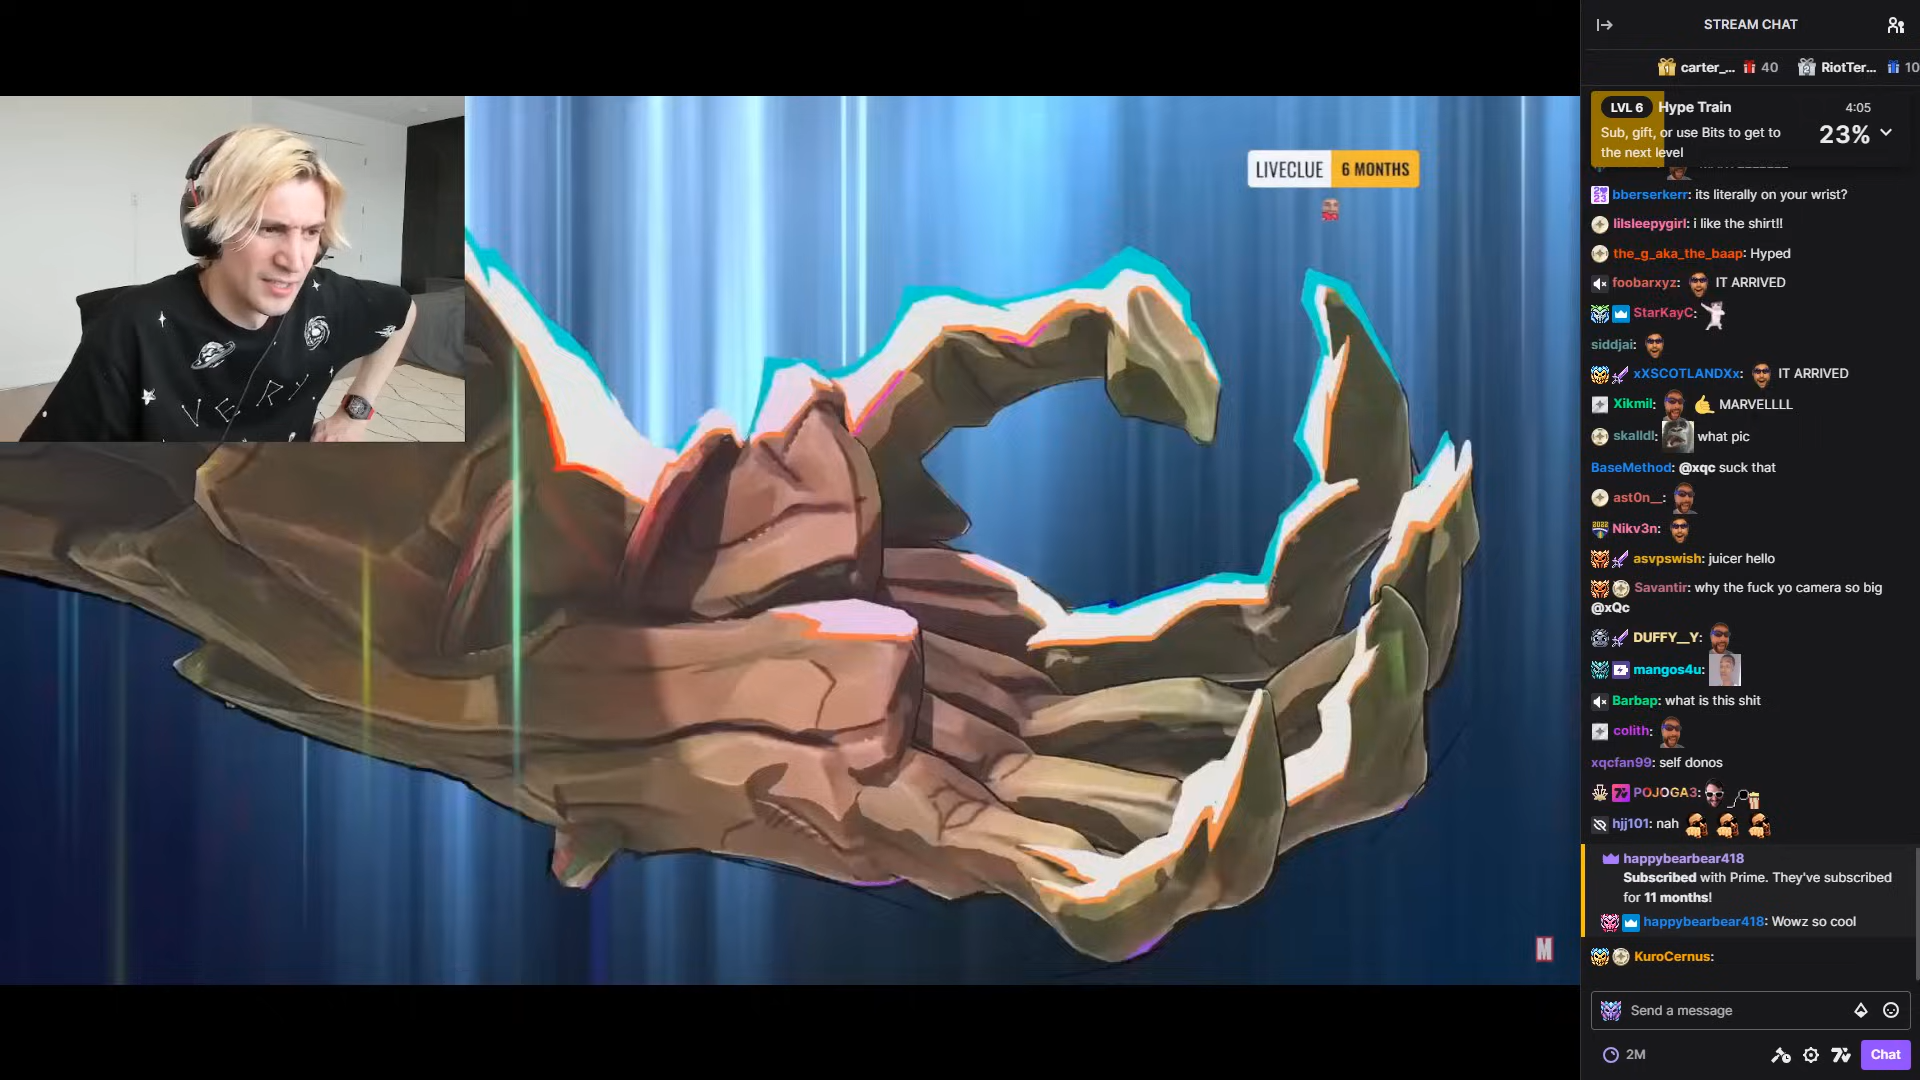 STREAM CHAT
carter_... 40 RiotTer... 10
LVL 6 Hype Train 4:05
Sub, gift, or use Bits to get to
the next level
23%
LIVECLUE 6 MONTHS
VERY
M
bberserkerr: its literally on your wrist?
lilsleepygirl: i like the shirt!!
the_g_aka_the_baap: Hyped
foobarxyz: IT ARRIVED
StarKayC:
siddjai:
xXSCOTLANDXx: IT ARRIVED
Xikmil: MARVELLLL
skalldl: what pic
BaseMethod: @xqc suck that
ast0n__:
Nikv3n:
asvpswish: juicer hello
Savantir: why the fuck yo camera so big
@xQc
DUFFY__Y:
mangos4u:
Barbap: what is this shit
colith:
xqcfan99: self donos
POJOGA3:
hjj101: nah
happybearbear418
Subscribed with Prime. They've subscribed
for 11 months!
happybearbear418: Wowz so cool
KuroCernus:
Send a message
2M
Chat